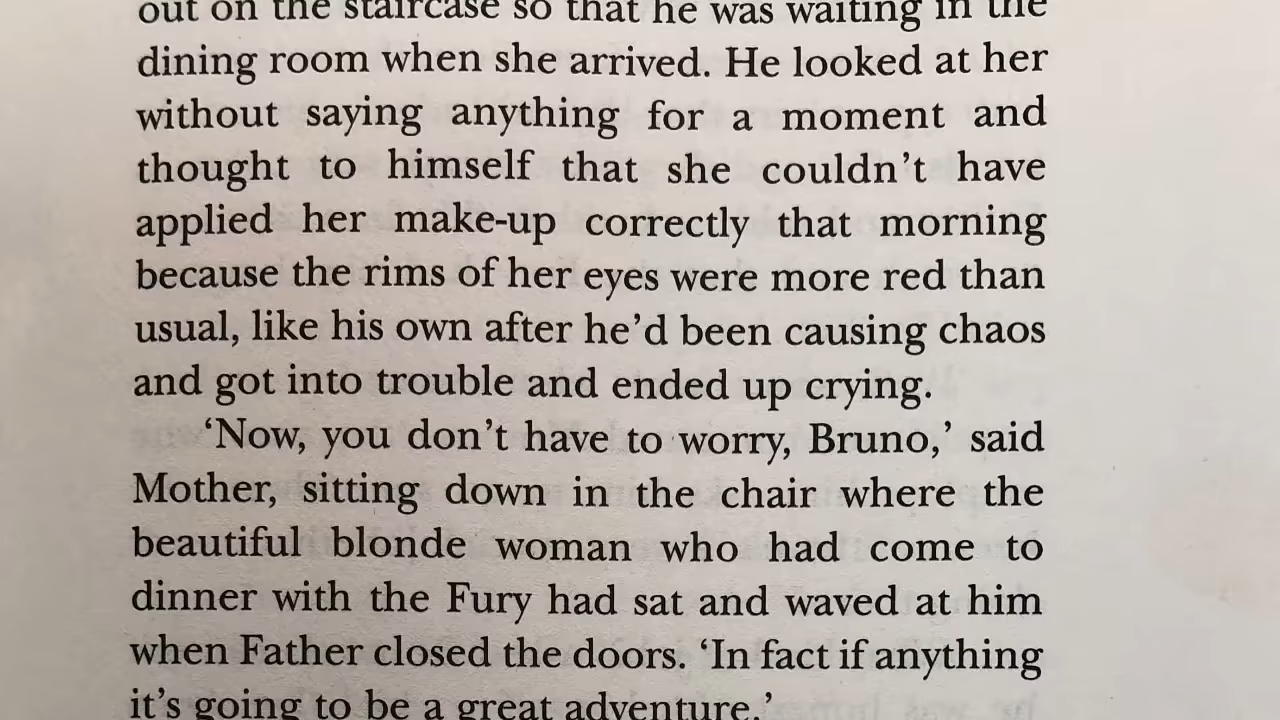 out on the staircase so that he was waiting in the
dining room when she arrived. He looked at her
without saying anything for a moment and
thought to himself that she couldn’t have
applied her make-up correctly that morning
because the rims of her eyes were more red than
usual, like his own after he’d been causing chaos
and got into trouble and ended up crying.
‘Now, you don’t have to worry, Bruno,’ said
Mother, sitting down in the chair where the
beautiful blonde woman who had come to
dinner with the Fury had sat and waved at him
when Father closed the doors. ‘In fact if anything
it’s going to be a great adventure.’